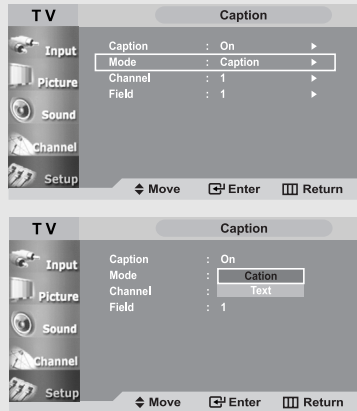 TV Caption
Input
Picture
Sound
Channel
Setup
Caption : On ▶
Mode : Caption ▶
Channel : 1 ▶
Field : 1 ▶
Move Enter Return
TV Caption
Input
Picture
Sound
Channel
Setup
Caption : On
Mode : Cation
Channel : Text
Field : 1
Move Enter Return